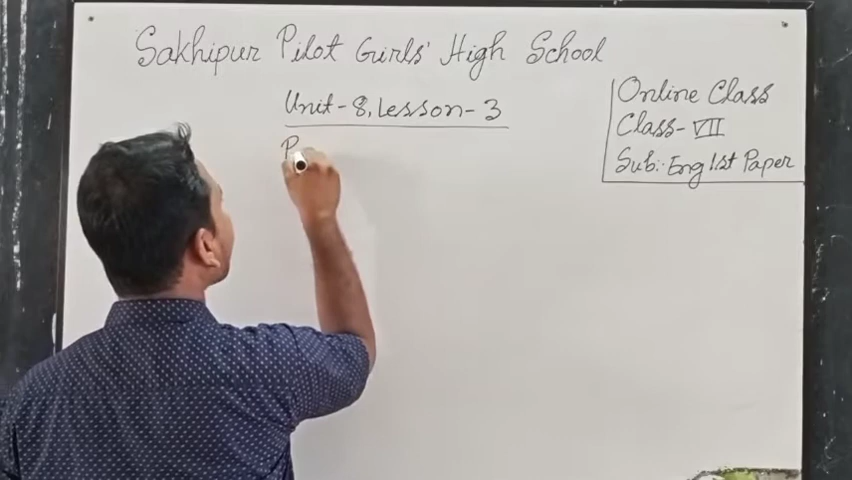 Sakhipur Pilot Girls' High School
Unit-8, Lesson-3
P
Online Class
Class-VII
Sub: Eng 1st Paper